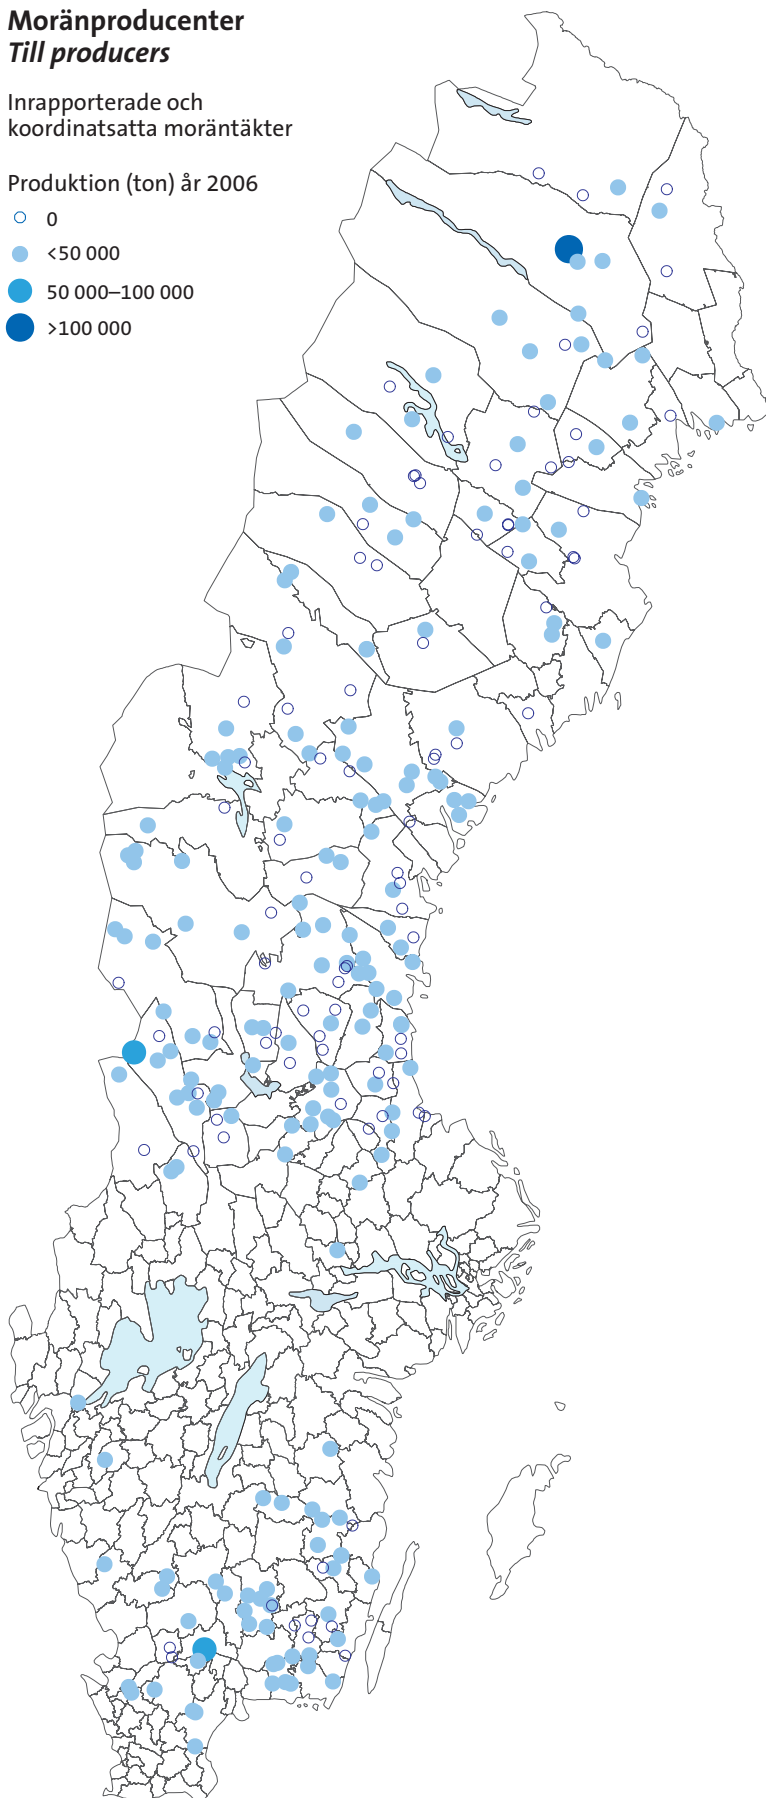 Moränproducenter
Till producers
Inrapporterade och
koordinatsatta moräntäkter
Produktion (ton) år 2006
0
<50 000
50 000–100 000
>100 000